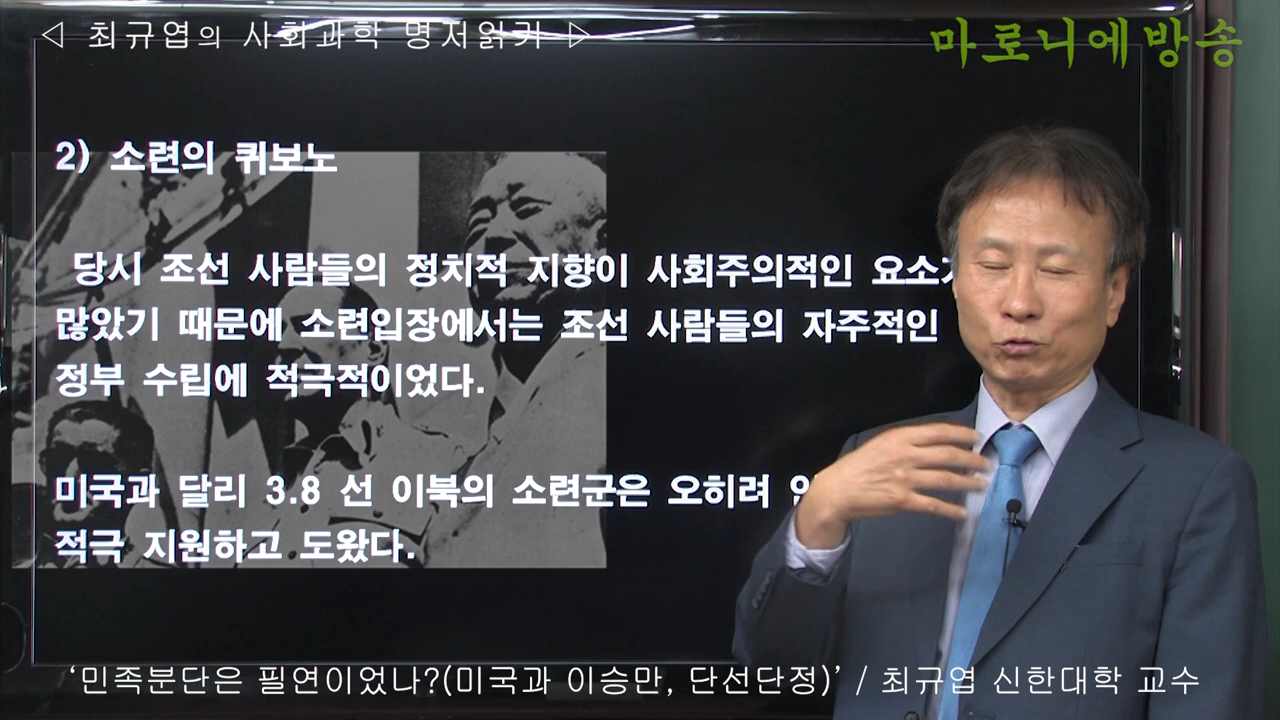 ◁ 최규엽의 사회과학 명저읽기 ▷
마로니에방송
2) 소련의 퀴보노
당시 조선 사람들의 정치적 지향이 사회주의적인
많았기 때문에 소련입장에서는 조선 사람들의 자주적인
정부 수립에 적극적이었다.
미국과 달리 3.8 선 이북의 소련군은 오히려
적극 지원하고 도왔다.
‘민족분단은 필연이었나?(미국과 이승만, 단선단정)’ / 최규엽 신한대학 교수